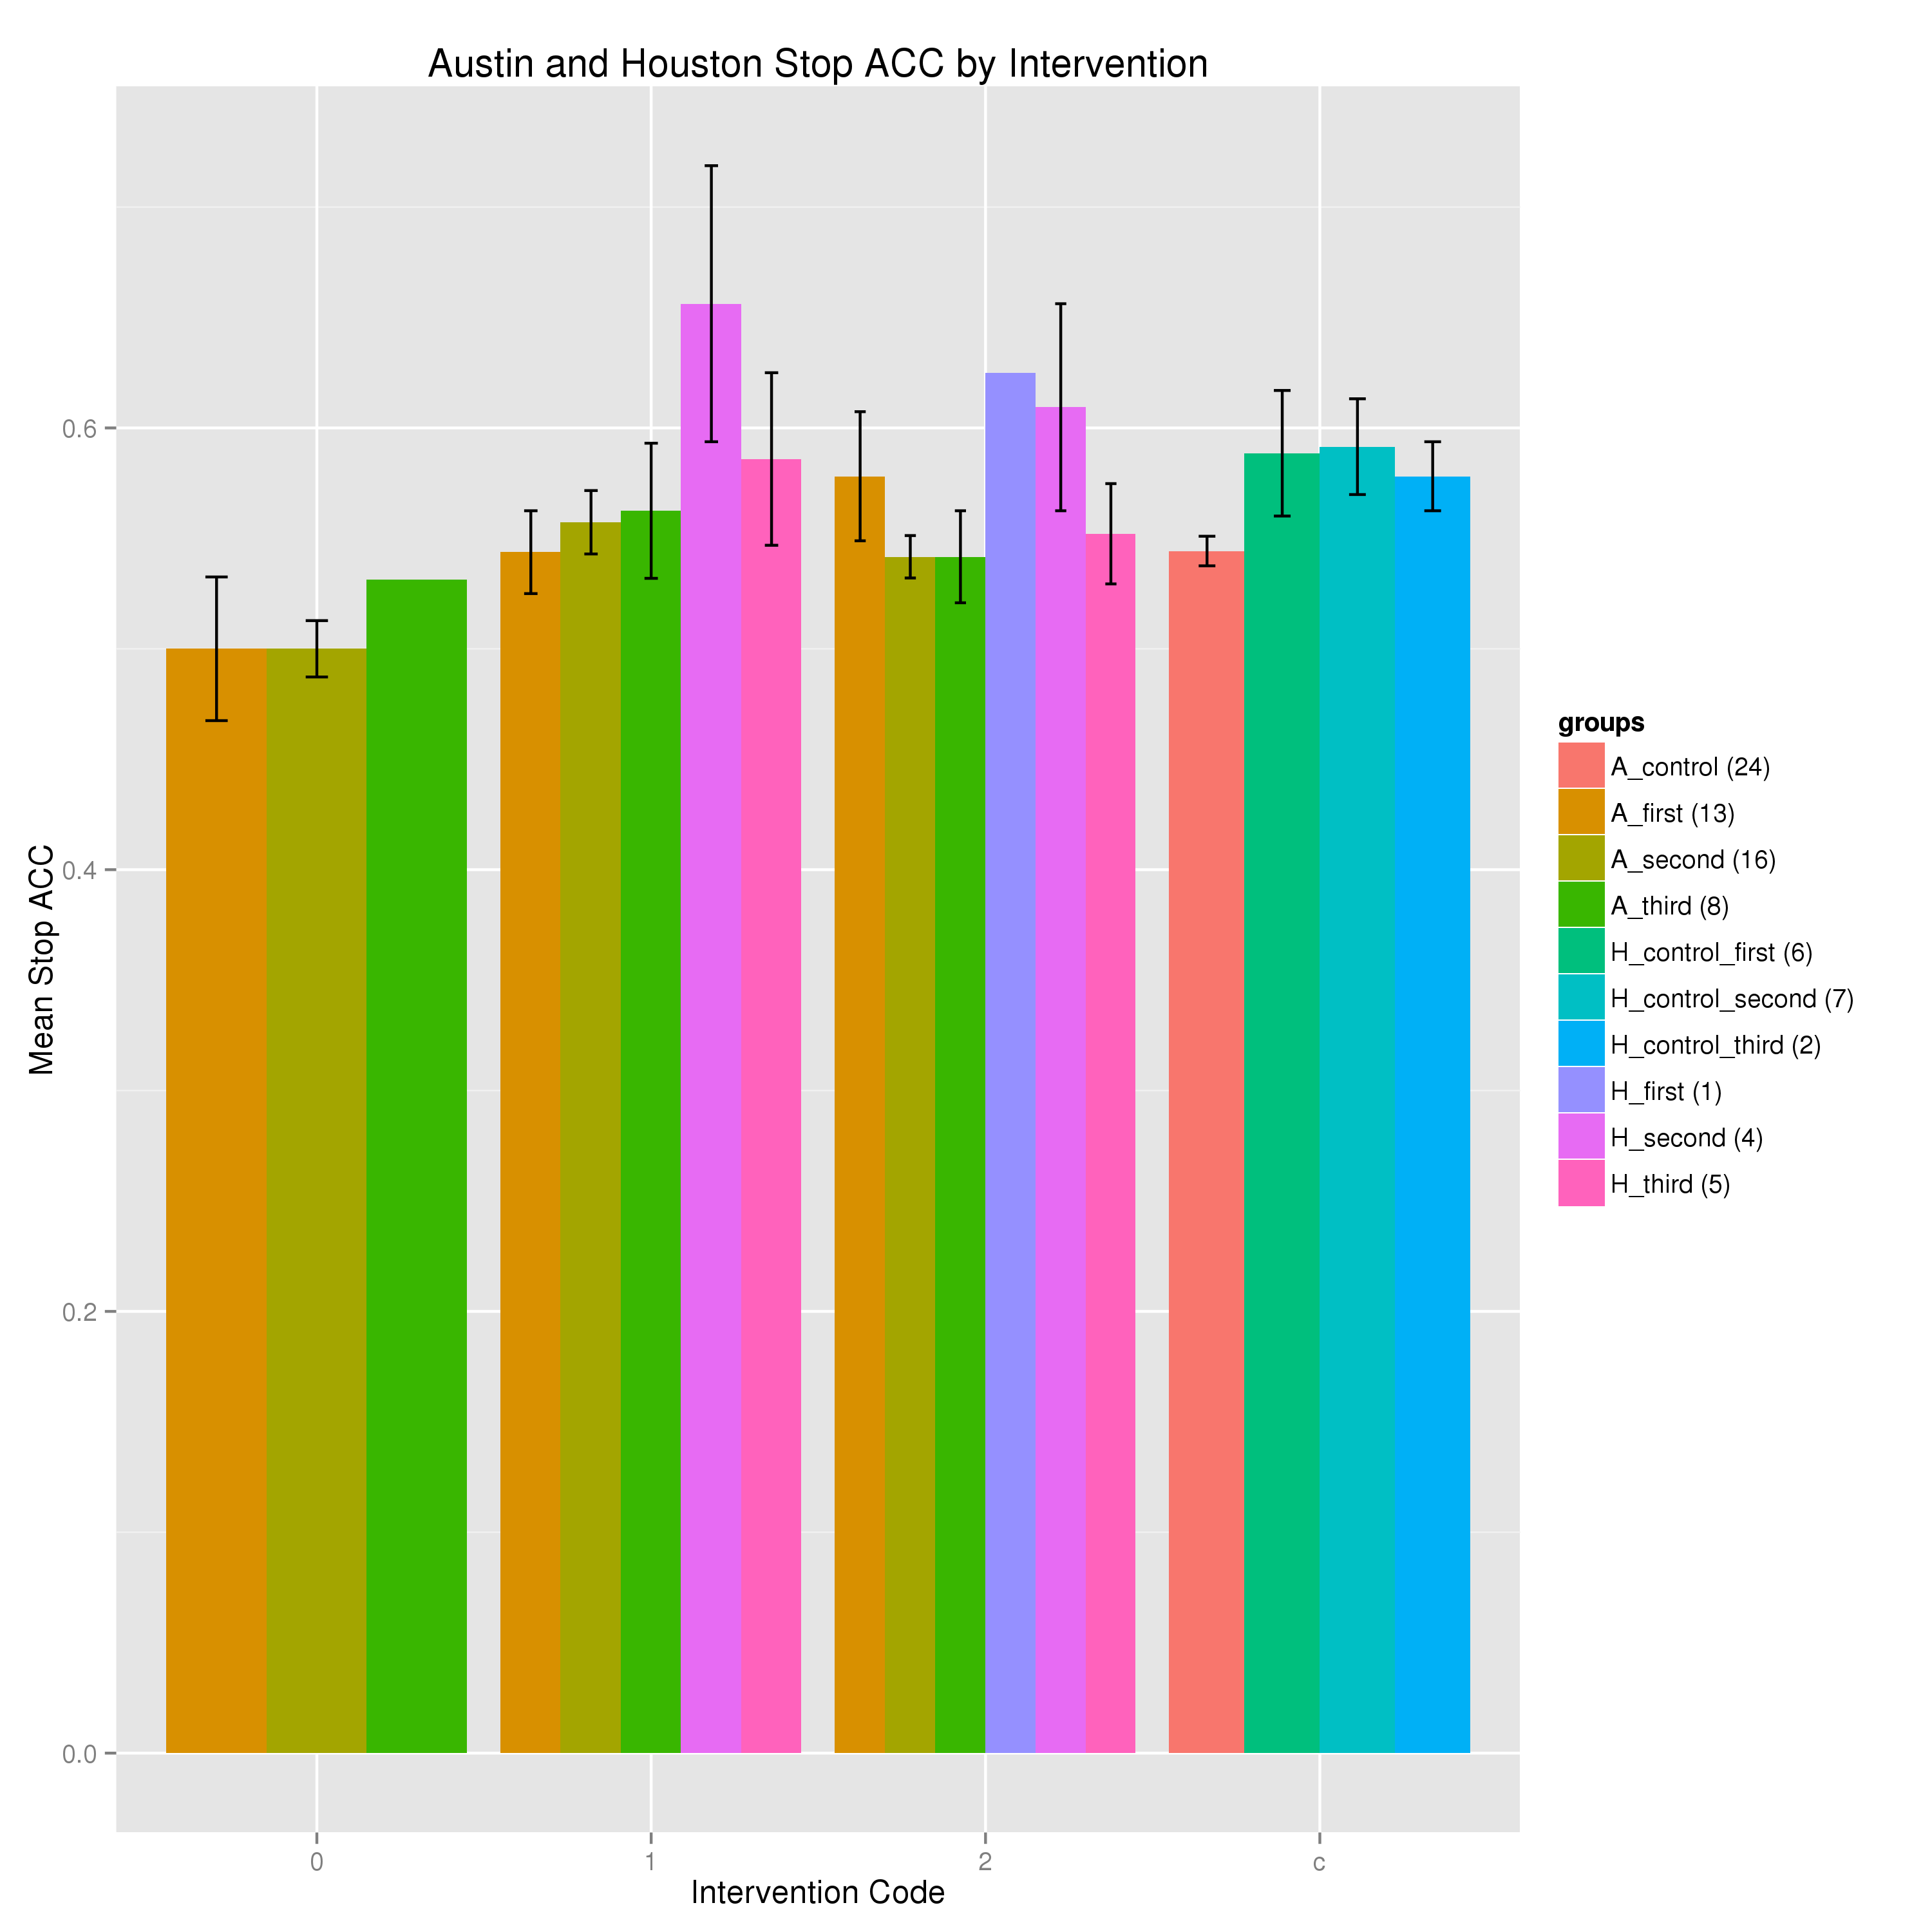 Austin and Houston Stop ACC by Intervention
Mean Stop ACC
0.6
0.4
0.2
0.0
0 1 2 c
Intervention Code
groups
A_control (24)
A_first (13)
A_second (16)
A_third (8)
H_control_first (6)
H_control_second (7)
H_control_third (2)
H_first (1)
H_second (4)
H_third (5)